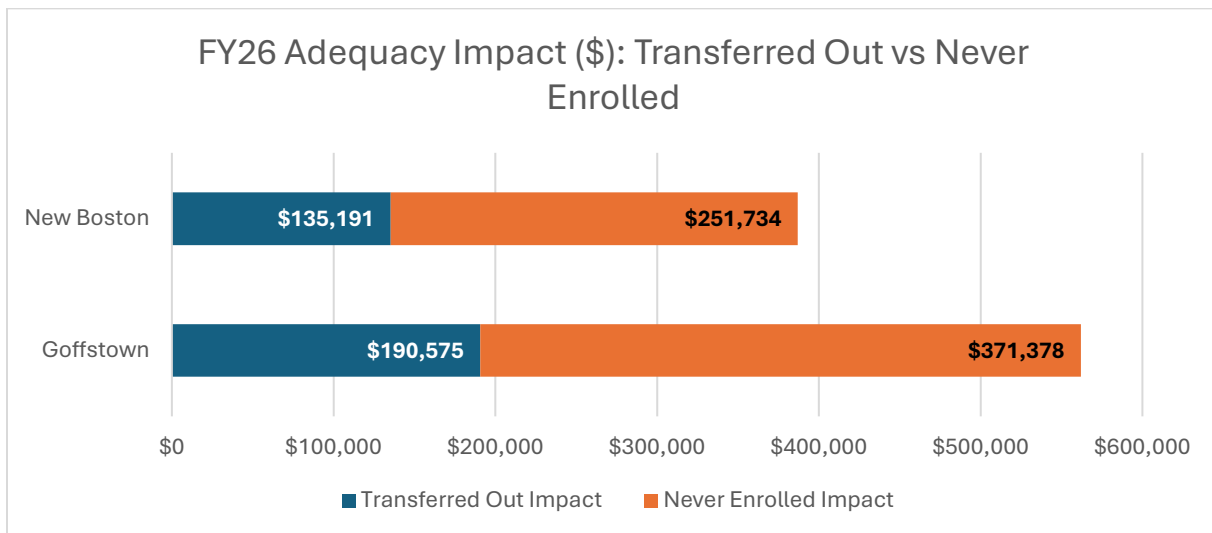 FY26 Adequacy Impact ($): Transferred Out vs Never
Enrolled
New Boston
$135,191
$251,734
Goffstown
$190,575
$371,378
$0
$100,000
$200,000
$300,000
$400,000
$500,000
$600,000
Transferred Out Impact
Never Enrolled Impact